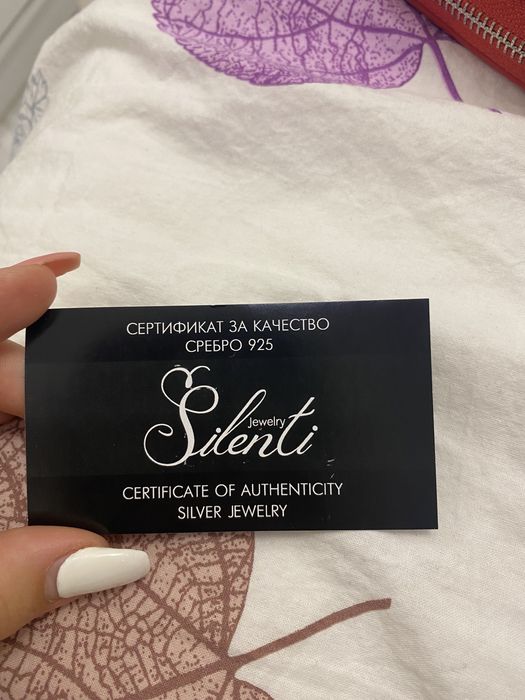 СЕРТИФИКАТ ЗА КАЧЕСТВО
СРЕБРО 925
Jewelry
Silenti
CERTIFICATE OF AUTHENTICITY
SILVER JEWELRY